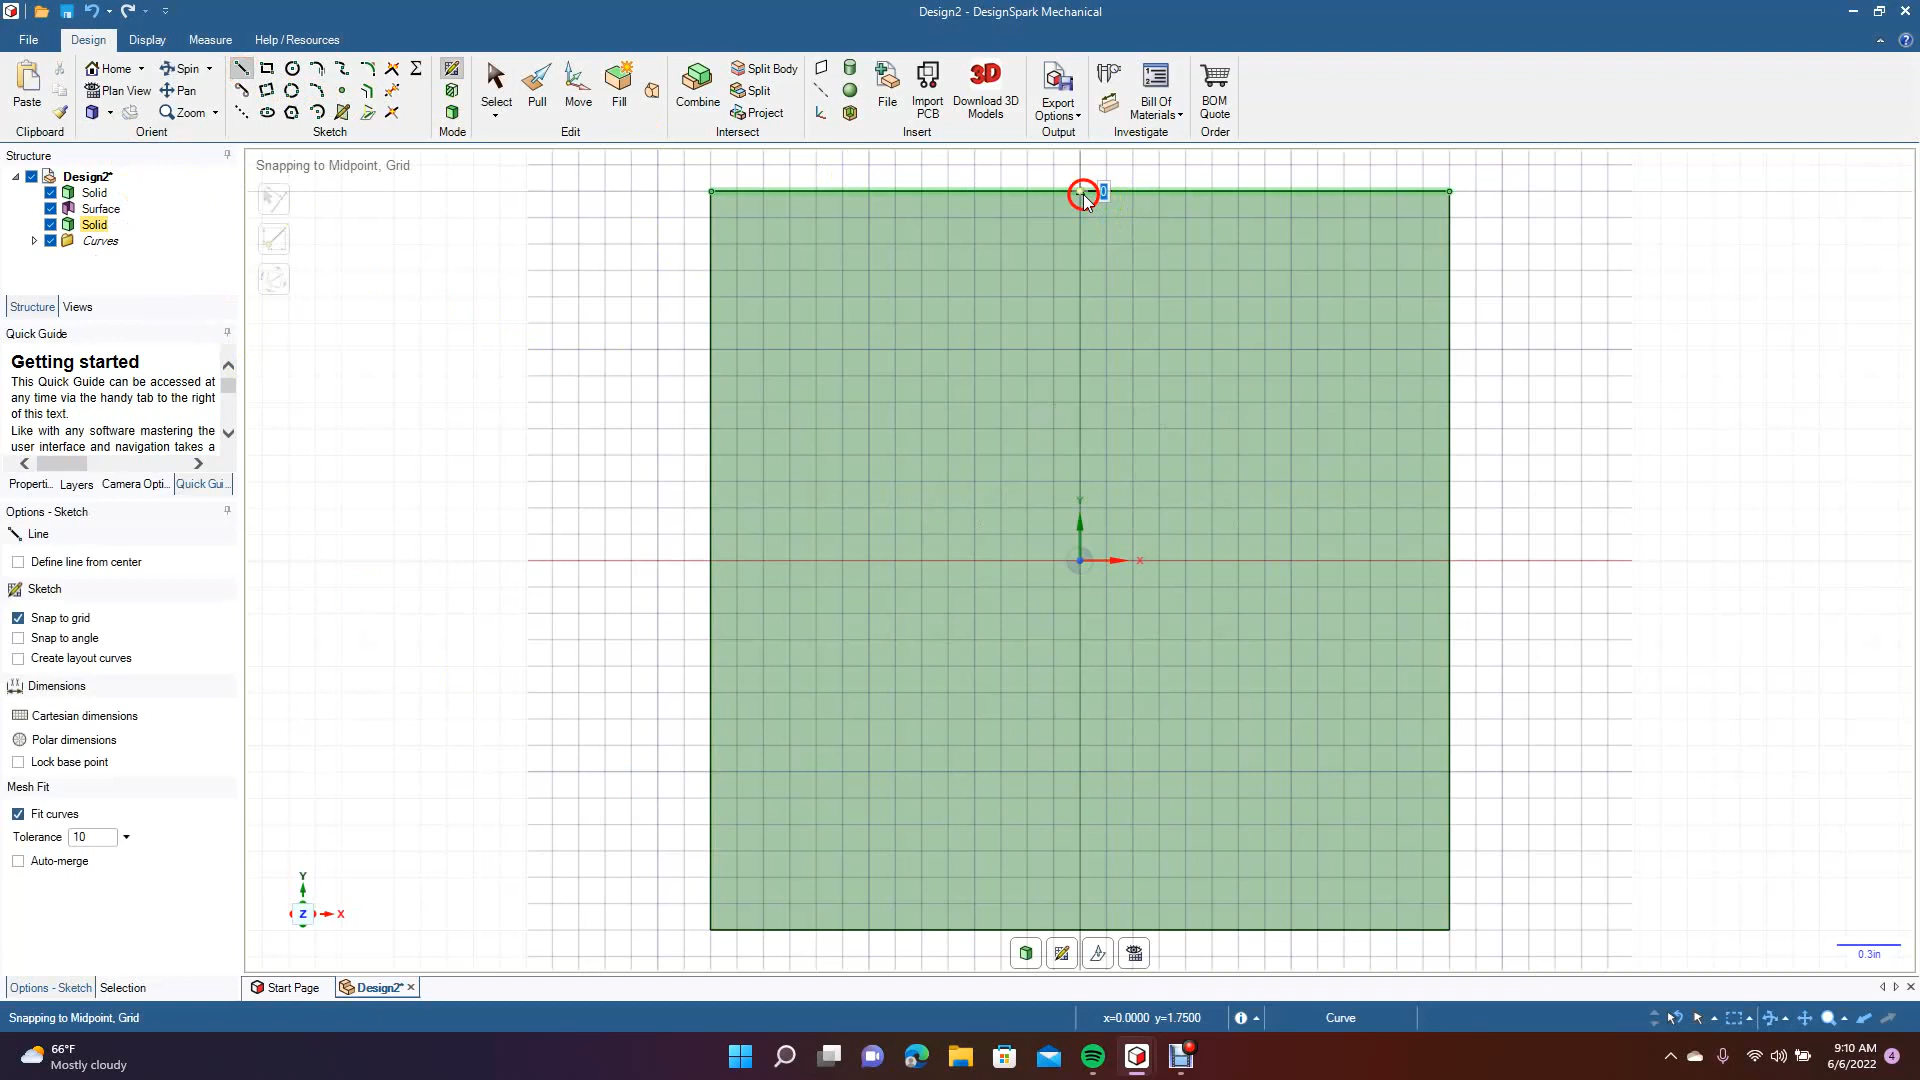 Design2 - DesignSpark Mechanical
File
Design
Display
Measure
Help / Resources
Paste
Home
Plan View
Spin
Pan
Zoom
Select
Pull
Move
Fill
Combine
Split Body
Split
Project
File
Import PCB
Download 3D Models
3D
Export Options
Bill Of Materials
BOM Quote
Clipboard
Orient
Sketch
Mode
Edit
Intersect
Insert
Output
Investigate
Order
Structure
Design2*
Solid
Surface
Solid
Curves
Structure
Views
Quick Guide
Getting started
This Quick Guide can be accessed at
any time via the handy tab to the right
of this text.
Like with any software mastering the
user interface and navigation takes a
Properti...
Layers
Camera Opti...
Quick Gui...
Options - Sketch
Line
Define line from center
Sketch
Snap to grid
Snap to angle
Create layout curves
Dimensions
Cartesian dimensions
Polar dimensions
Lock base point
Mesh Fit
Fit curves
Tolerance 10
Auto-merge
Options - Sketch
Selection
Snapping to Midpoint, Grid
0
Y
X
Y
Z
X
0.3in
Start Page
Design2*
Snapping to Midpoint, Grid
x=0.0000 y=1.7500
Curve
66°F
Mostly cloudy
9:10 AM
6/6/2022
4